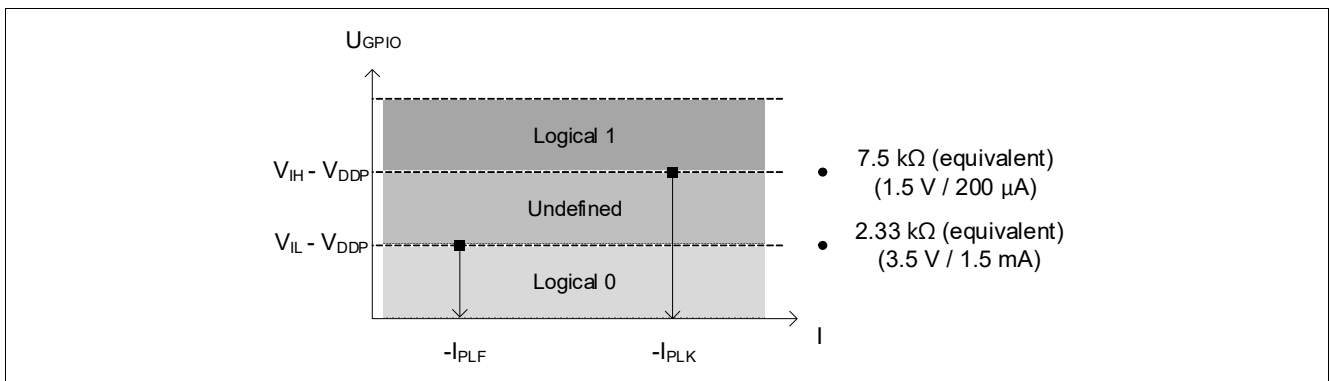 UGPIO
Logical 1
VIH - VDDP
7.5 kΩ (equivalent)
(1.5 V / 200 µA)
Undefined
VIL - VDDP
2.33 kΩ (equivalent)
(3.5 V / 1.5 mA)
Logical 0
I
-IPLF
-IPLK